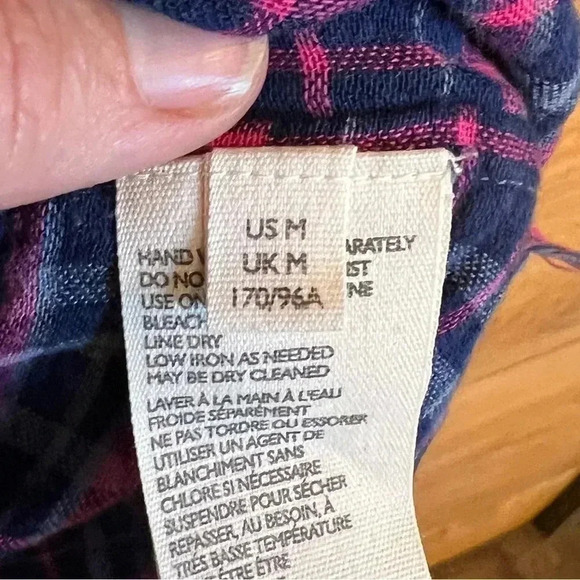 US M
UK M
170/96A
HAND W ARATELY
DO NO IST
USE ON NE
BLEACH
LINE DRY
LOW IRON AS NEEDED
MAY BE DRY CLEANED
LAVER À LA MAIN À L'EAU
FROIDE SÉPARÉMENT
NE PAS TORDRE OU ESSORER
UTILISER UN AGENT DE
BLANCHIMENT SANS
CHLORE SI NÉCESSAIRE
SUSPENDRE POUR SÉCHER
REPASSER, AU BESOIN, À
TRÈS BASSE TEMPÉRATURE
ÊTRE ÊTRE